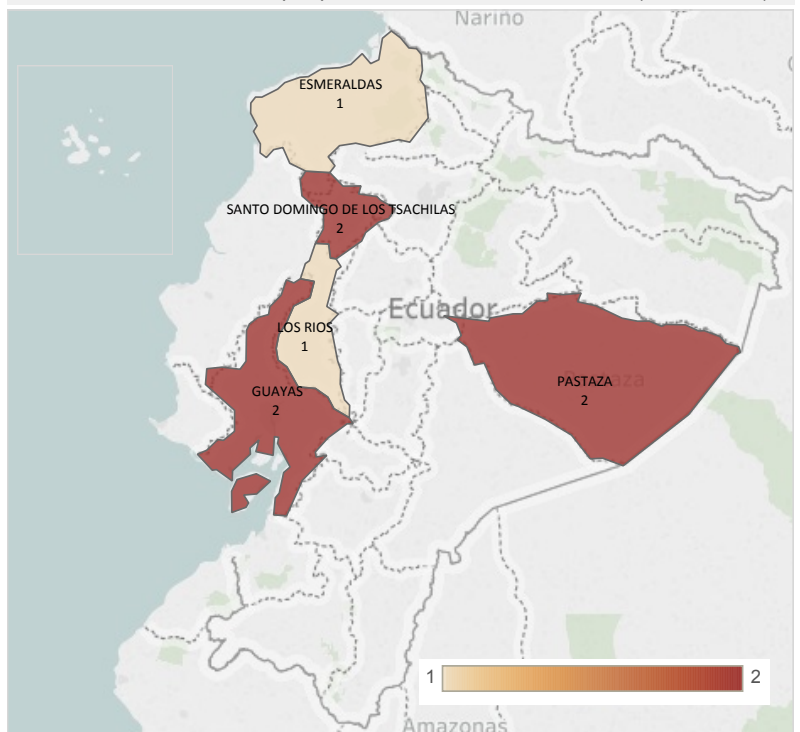 Nariño
ESMERALDAS
1
SANTO DOMINGO DE LOS TSACHILAS
2
Ecuador
LOS RIOS
1
GUAYAS
2
PASTAZA
2
1
2
Amazonas